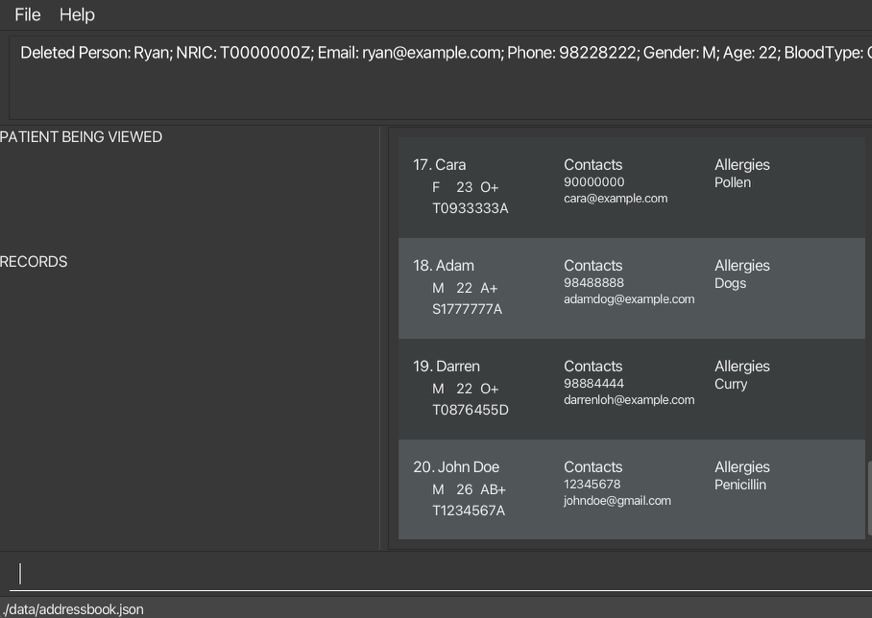 File Help
Deleted Person: Ryan; NRIC: T0000000Z; Email: ryan@example.com; Phone: 98228222; Gender: M; Age: 22; BloodType:
PATIENT BEING VIEWED
RECORDS
17. Cara Contacts Allergies
F 23 O+ 90000000 Pollen
T0933333A cara@example.com
18. Adam Contacts Allergies
M 22 A+ 98488888 Dogs
S1777777A adamdog@example.com
19. Darren Contacts Allergies
M 22 O+ 98884444 Curry
T0876455D darrenloh@example.com
20. John Doe Contacts Allergies
M 26 AB+ 12345678 Penicillin
T1234567A johndoe@gmail.com
./data/addressbook.json